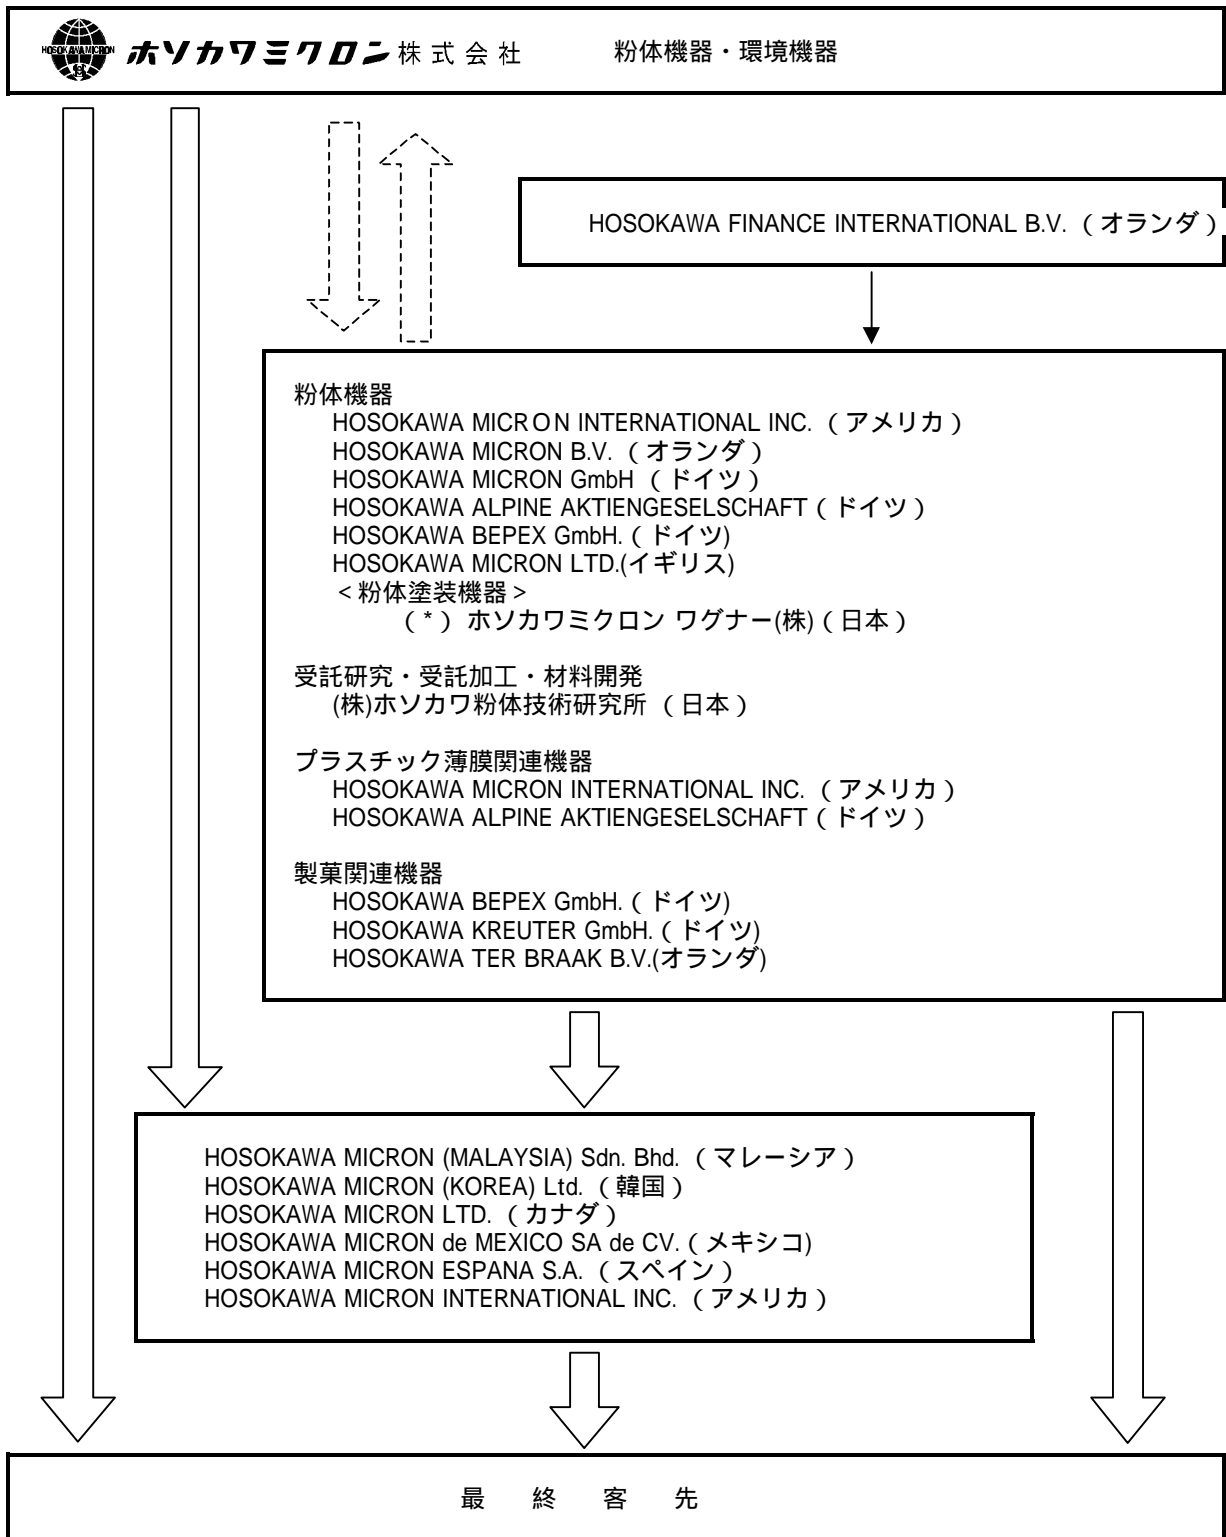 HOSOKAWA MICRON ホソカワミクロン株式会社 粉体機器・環境機器
HOSOKAWA FINANCE INTERNATIONAL B.V. （オランダ）
粉体機器
HOSOKAWA MICRON INTERNATIONAL INC. （アメリカ）
HOSOKAWA MICRON B.V. （オランダ）
HOSOKAWA MICRON GmbH （ドイツ）
HOSOKAWA ALPINE AKTIENGESELSCHAFT（ドイツ）
HOSOKAWA BEPEX GmbH.（ドイツ)
HOSOKAWA MICRON LTD.(イギリス)
＜粉体塗装機器＞
（*） ホソカワミクロン ワグナー(株)（日本）
受託研究・受託加工・材料開発
(株)ホソカワ粉体技術研究所 （日本）
プラスチック薄膜関連機器
HOSOKAWA MICRON INTERNATIONAL INC. （アメリカ）
HOSOKAWA ALPINE AKTIENGESELSCHAFT（ドイツ）
製菓関連機器
HOSOKAWA BEPEX GmbH.（ドイツ)
HOSOKAWA KREUTER GmbH.（ドイツ)
HOSOKAWA TER BRAAK B.V.(オランダ)
HOSOKAWA MICRON (MALAYSIA) Sdn. Bhd. （マレーシア）
HOSOKAWA MICRON (KOREA) Ltd. （韓国）
HOSOKAWA MICRON LTD. （カナダ）
HOSOKAWA MICRON de MEXICO SA de CV.（メキシコ)
HOSOKAWA MICRON ESPANA S.A. （スペイン）
HOSOKAWA MICRON INTERNATIONAL INC. （アメリカ）
最 終 客 先